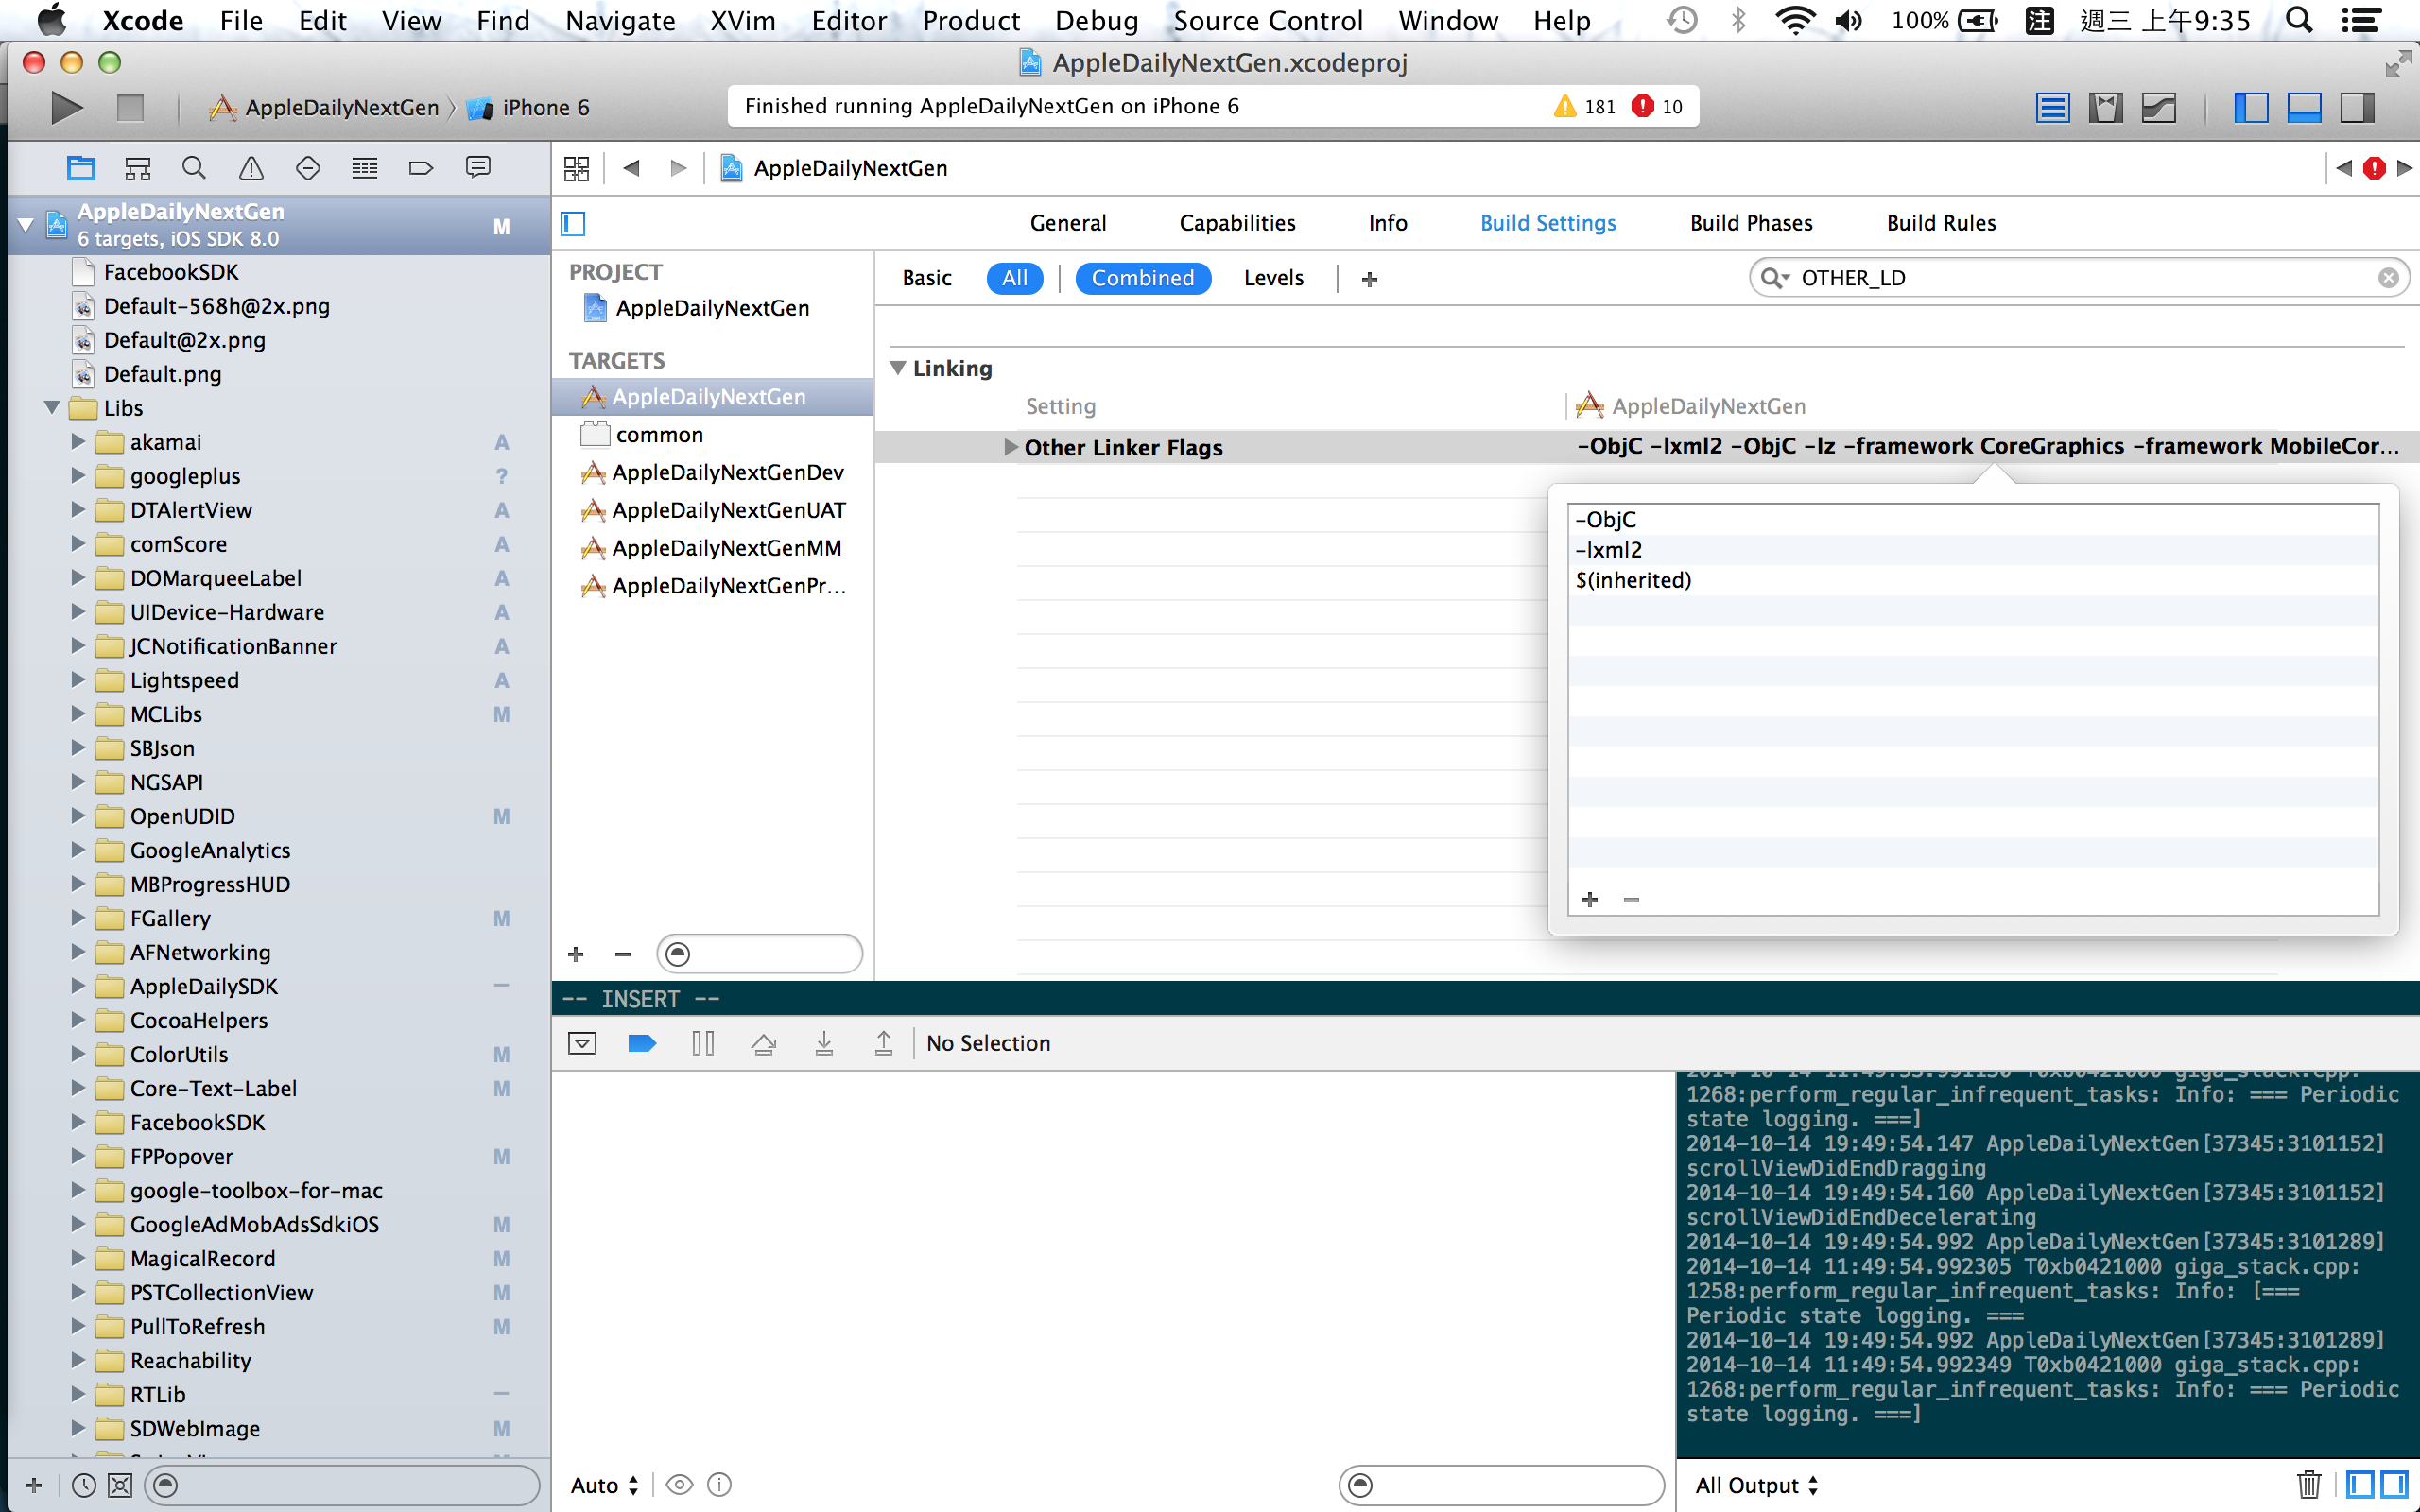 Xcode File Edit View Find Navigate XVim Editor Product Debug Source Control Window Help 100% 注 週三 上午9:35
AppleDailyNextGen.xcodeproj
AppleDailyNextGen iPhone 6
Finished running AppleDailyNextGen on iPhone 6 181 10
AppleDailyNextGen
6 targets, iOS SDK 8.0
M
FacebookSDK
Default-568h@2x.png
Default@2x.png
Default.png
Libs
akamai A
googleplus ?
DTAlertView A
comScore A
DOMarqueeLabel A
UIDevice-Hardware A
JCNotificationBanner A
Lightspeed A
MCLibs M
SBJson
NGSAPI
OpenUDID M
GoogleAnalytics
MBProgressHUD
FGallery M
AFNetworking
AppleDailySDK –
CocoaHelpers
ColorUtils M
Core-Text-Label M
FacebookSDK
FPPopover M
google-toolbox-for-mac
GoogleAdMobAdsSdkiOS M
MagicalRecord M
PSTCollectionView M
PullToRefresh M
Reachability
RTLib –
SDWebImage M
AppleDailyNextGen
General Capabilities Info Build Settings Build Phases Build Rules
PROJECT
AppleDailyNextGen
TARGETS
AppleDailyNextGen
common
AppleDailyNextGenDev
AppleDailyNextGenUAT
AppleDailyNextGenMM
AppleDailyNextGenPr...
Basic All Combined Levels + OTHER_LD
Linking
Setting AppleDailyNextGen
Other Linker Flags -ObjC -lxml2 -ObjC -lz -framework CoreGraphics -framework MobileCor...
-ObjC
-lxml2
$(inherited)
-- INSERT --
No Selection
2014-10-14 11:49:53.991150 T0xb0421000 giga_stack.cpp:
1268:perform_regular_infrequent_tasks: Info: === Periodic
state logging. ===]
2014-10-14 19:49:54.147 AppleDailyNextGen[37345:3101152]
scrollViewDidEndDragging
2014-10-14 19:49:54.160 AppleDailyNextGen[37345:3101152]
scrollViewDidEndDecelerating
2014-10-14 19:49:54.992 AppleDailyNextGen[37345:3101289]
2014-10-14 11:49:54.992305 T0xb0421000 giga_stack.cpp:
1258:perform_regular_infrequent_tasks: Info: [===
Periodic state logging. ===
2014-10-14 19:49:54.992 AppleDailyNextGen[37345:3101289]
2014-10-14 11:49:54.992349 T0xb0421000 giga_stack.cpp:
1268:perform_regular_infrequent_tasks: Info: === Periodic
state logging. ===]
Auto
All Output